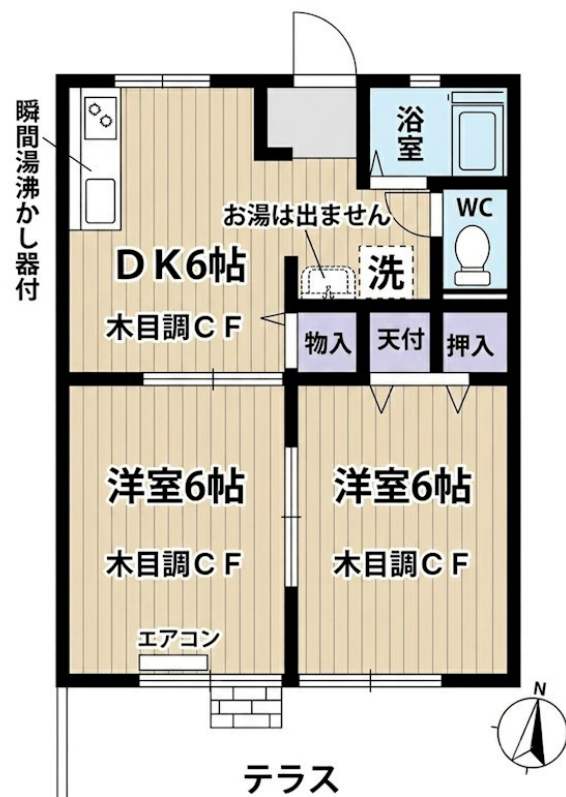 瞬間湯沸かし器付
浴室
WC
お湯は出ません
DK6帖
木目調CF
洗
物入
天付
押入
洋室6帖
木目調CF
エアコン
洋室6帖
木目調CF
N
テラス